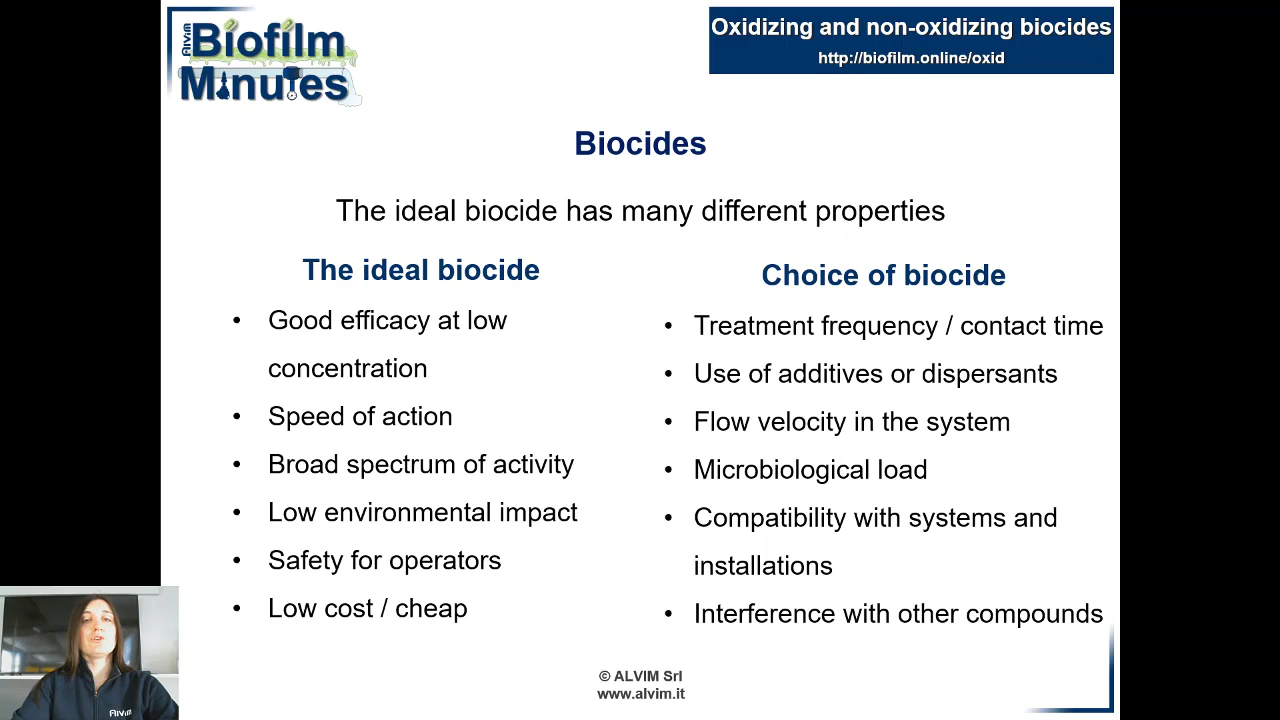 Alvim
Biofilm
Minutes
Oxidizing and non-oxidizing biocides
http://biofilm.online/oxid
Biocides
The ideal biocide has many different properties
The ideal biocide
• Good efficacy at low
concentration
• Speed of action
• Broad spectrum of activity
• Low environmental impact
• Safety for operators
• Low cost / cheap
Choice of biocide
• Treatment frequency / contact time
• Use of additives or dispersants
• Flow velocity in the system
• Microbiological load
• Compatibility with systems and
installations
• Interference with other compounds
© ALVIM Srl
www.alvim.it
Alvim